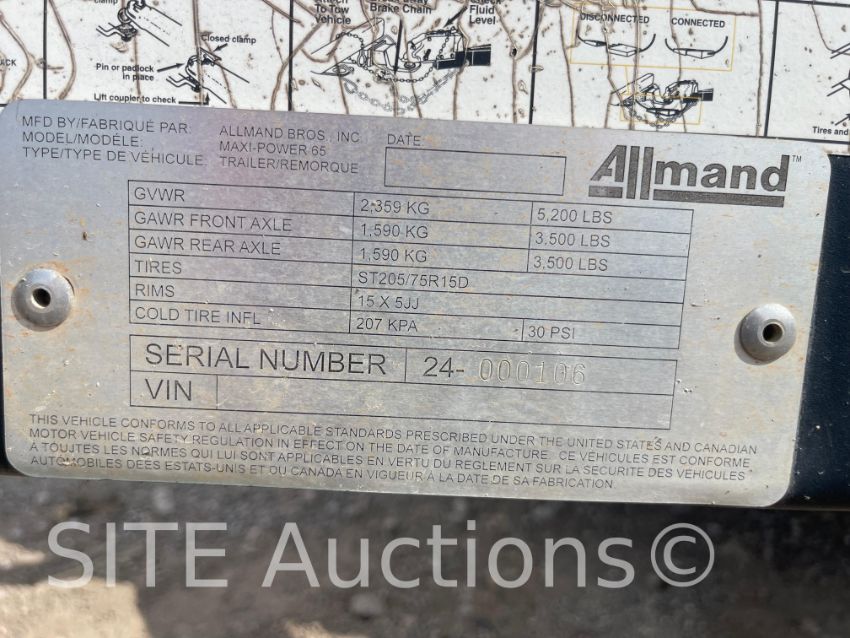 To Tow
Vehicle
Brake Chain
Fluid
Level
DISCONNECTED
CONNECTED
Closed clamp
Pin or padlock
in place
Lift coupler to check
Tires and
MFD BY/FABRIQUÉ PAR: ALLMAND BROS., INC.
MODEL/MODÉLE: MAXI-POWER 65
TYPE/TYPE DE VÉHICULE: TRAILER/REMORQUE
DATE:
Allmand™
GVWR 2,359 KG 5,200 LBS
GAWR FRONT AXLE 1,590 KG 3,500 LBS
GAWR REAR AXLE 1,590 KG 3,500 LBS
TIRES ST205/75R15D
RIMS 15 X 5JJ
COLD TIRE INFL 207 KPA 30 PSI
SERIAL NUMBER 24-000106
VIN
THIS VEHICLE CONFORMS TO ALL APPLICABLE STANDARDS PRESCRIBED UNDER THE UNITED STATES AND CANADIAN
MOTOR VEHICLE SAFETY REGULATION IN EFFECT ON THE DATE OF MANUFACTURE. CE VÉHICULES EST CONFORME
À TOUJTES LES NORMES QUI LUI SONT APPLICABLES EN VERTU DU REGLEMENT SUR LA SECURITE DES VÉHICULES
AUTOMOBILES DEÉS ESTATS-UNIS ET OU CANADA EN VIGUEUR À LA DATE DE SA FABRICATION.
SITE Auctions©